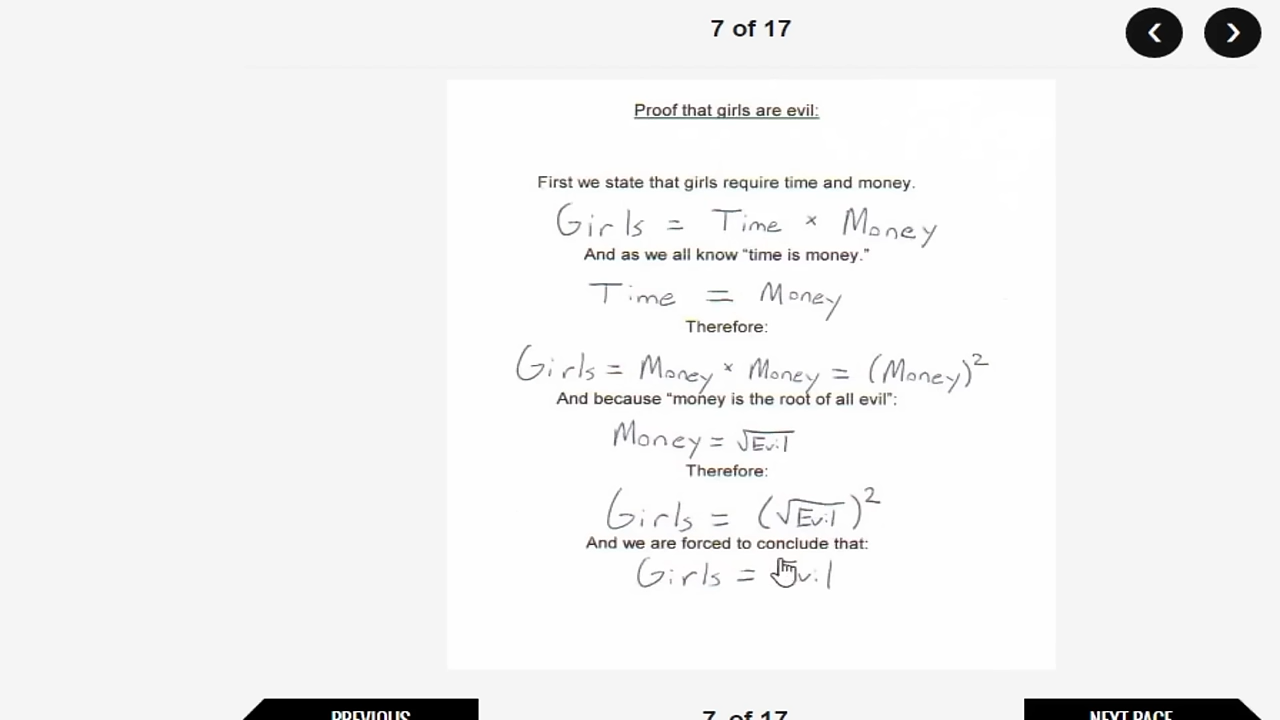 7 of 17
Proof that girls are evil:
First we state that girls require time and money.
Girls = Time × Money
And as we all know "time is money."
Time = Money
Therefore:
Girls = Money × Money = (Money)²
And because "money is the root of all evil":
Money = √Evil
Therefore:
Girls = (√Evil)²
And we are forced to conclude that:
Girls = Evil
PREVIOUS 7 of 17 NEXT PAGE